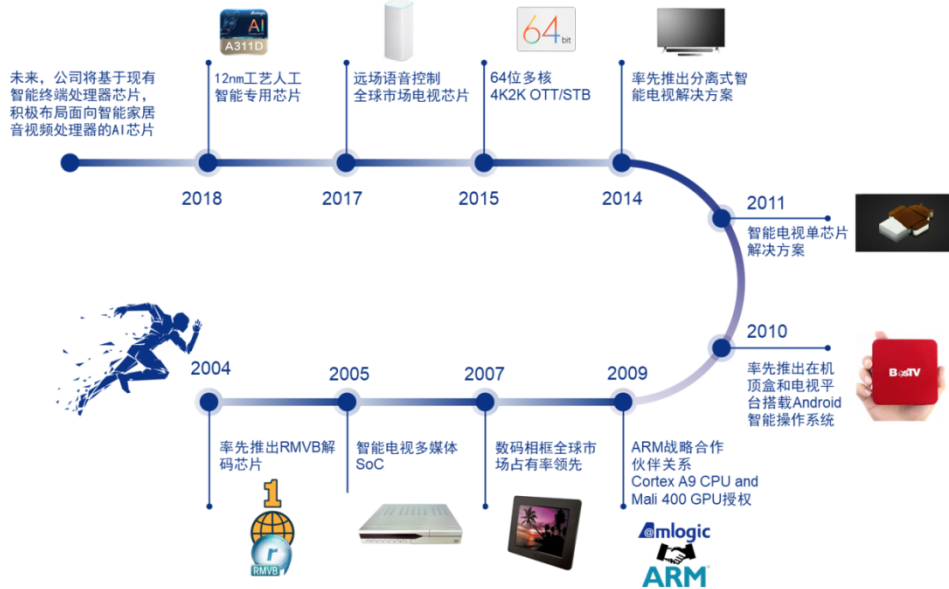 Amlogic
AI
A311D
64 bit
未来，公司将基于现有
智能终端处理器芯片，
积极布局面向智能家居
音视频处理器的AI芯片
12nm工艺人工
智能专用芯片
远场语音控制
全球市场电视芯片
64位多核
4K2K OTT/STB
率先推出分离式智
能电视解决方案
2018
2017
2015
2014
2011
智能电视单芯片
解决方案
2010
率先推出在机
顶盒和电视平
台搭载Android
智能操作系统
BesTV
2004
2005
2007
2009
率先推出RMVB解
码芯片
智能电视多媒体
SoC
数码相框全球市
场占有率领先
ARM战略合作
伙伴关系
Cortex A9 CPU and
Mali 400 GPU授权
1
r
RMVB
Amlogic
ARM